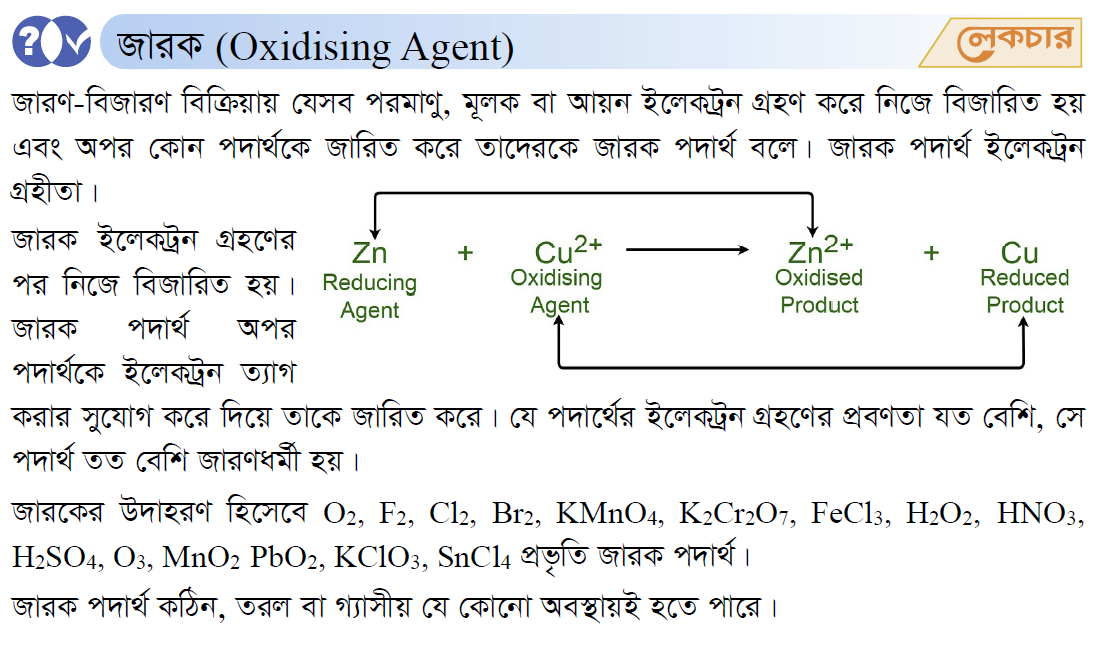 ?
জারক (Oxidising Agent)
লেকচার
জারণ-বিজারণ বিক্রিয়ায় যেসব পরমাণু, মূলক বা আয়ন ইলেকট্রন গ্রহণ করে নিজে বিজারিত হয়
এবং অপর কোন পদার্থকে জারিত করে তাদেরকে জারক পদার্থ বলে। জারক পদার্থ ইলেকট্রন
গ্রহীতা।
জারক ইলেকট্রন গ্রহণের
পর নিজে বিজারিত হয়।
জারক পদার্থ অপর
পদার্থকে ইলেকট্রন ত্যাগ
Zn + Cu²⁺ ⟶ Zn²⁺ + Cu
Reducing Oxidising Oxidised Reduced
Agent Agent Product Product
করার সুযোগ করে দিয়ে তাকে জারিত করে। যে পদার্থের ইলেকট্রন গ্রহণের প্রবণতা যত বেশি, সে
পদার্থ তত বেশি জারণধর্মী হয়।
জারকের উদাহরণ হিসেবে O₂, F₂, Cl₂, Br₂, KMnO₄, K₂Cr₂O₇, FeCl₃, H₂O₂, HNO₃,
H₂SO₄, O₃, MnO₂ PbO₂, KClO₃, SnCl₄ প্রভৃতি জারক পদার্থ।
জারক পদার্থ কঠিন, তরল বা গ্যাসীয় যে কোনো অবস্থায়ই হতে পারে।